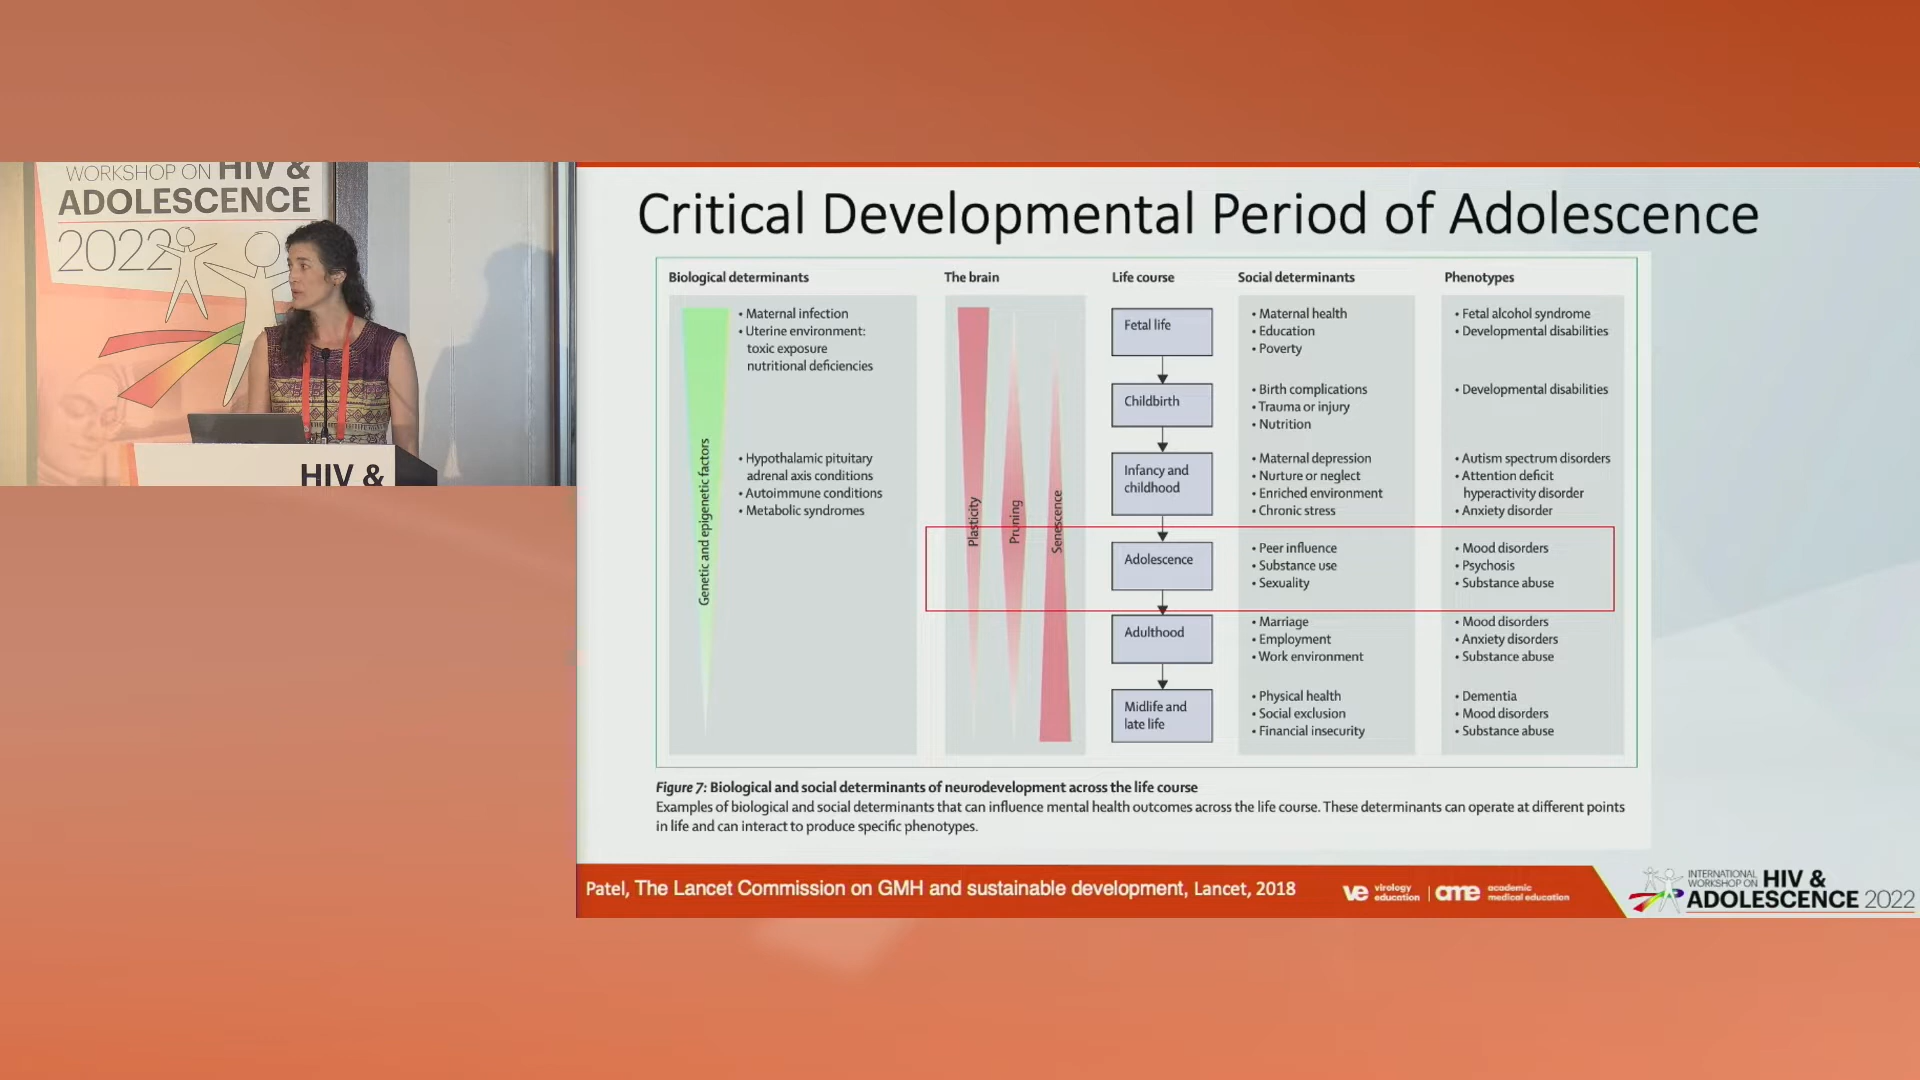 WORKSHOP ON HIV &
ADOLESCENCE
2022
HIV &
Critical Developmental Period of Adolescence
Biological determinants
• Maternal infection
• Uterine environment:
toxic exposure
nutritional deficiencies
• Hypothalamic pituitary
adrenal axis conditions
• Autoimmune conditions
• Metabolic syndromes
Genetic and epigenetic factors
The brain
Plasticity
Pruning
Senescence
Life course
Fetal life
Childbirth
Infancy and
childhood
Adolescence
Adulthood
Midlife and
late life
Social determinants
• Maternal health
• Education
• Poverty
• Birth complications
• Trauma or injury
• Nutrition
• Maternal depression
• Nurture or neglect
• Enriched environment
• Chronic stress
• Peer influence
• Substance use
• Sexuality
• Marriage
• Employment
• Work environment
• Physical health
• Social exclusion
• Financial insecurity
Phenotypes
• Fetal alcohol syndrome
• Developmental disabilities
• Developmental disabilities
• Autism spectrum disorders
• Attention deficit
hyperactivity disorder
• Anxiety disorder
• Mood disorders
• Psychosis
• Substance abuse
• Mood disorders
• Anxiety disorders
• Substance abuse
• Dementia
• Mood disorders
• Substance abuse
Figure 7: Biological and social determinants of neurodevelopment across the life course
Examples of biological and social determinants that can influence mental health outcomes across the life course. These determinants can operate at different points
in life and can interact to produce specific phenotypes.
Patel, The Lancet Commission on GMH and sustainable development, Lancet, 2018
ve virology
education
ame academic
medical education
INTERNATIONAL
WORKSHOP ON HIV &
ADOLESCENCE 2022